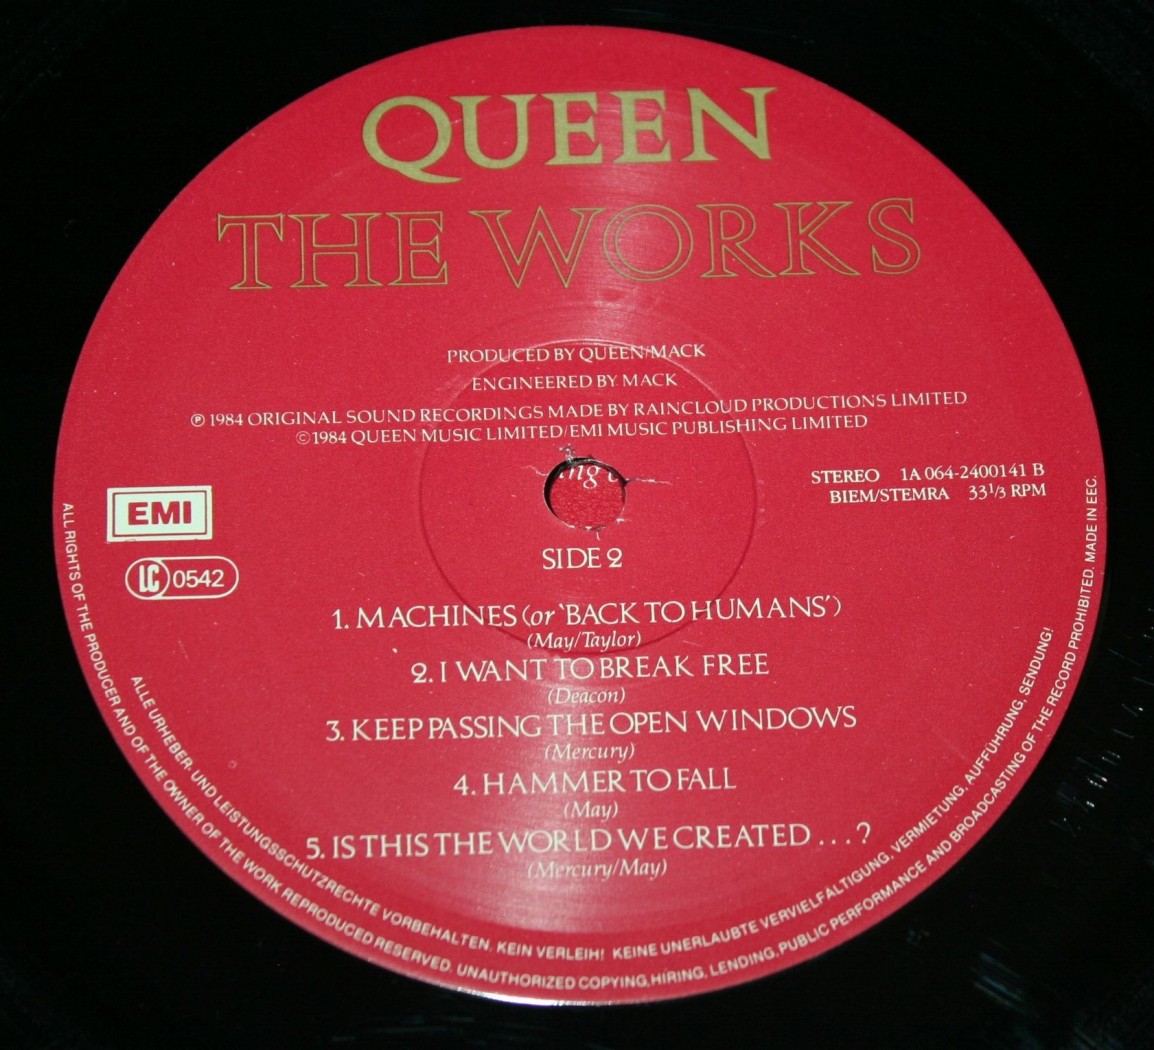 QUEEN
THE WORKS
PRODUCED BY QUEEN/MACK
ENGINEERED BY MACK
℗ 1984 ORIGINAL SOUND RECORDINGS MADE BY RAINCLOUD PRODUCTIONS LIMITED
©1984 QUEEN MUSIC LIMITED/EMI MUSIC PUBLISHING LIMITED
STEREO 1A 064-2400141 B
BIEM/STEMRA 33 1/3 RPM
EMI
LC 0542
SIDE 2
1. MACHINES (or ‘BACK TO HUMANS’)
(May/Taylor)
2. I WANT TO BREAK FREE
(Deacon)
3. KEEP PASSING THE OPEN WINDOWS
(Mercury)
4. HAMMER TO FALL
(May)
5. IS THIS THE WORLD WE CREATED . . . ?
(Mercury/May)
ALLE URHEBER- UND LEISTUNGSSCHUTZRECHTE VORBEHALTEN. KEIN VERLEIH! KEINE UNERLAUBTE VERVIELFÄLTIGUNG, VERMIETUNG, AUFFÜHRUNG, SENDUNG!
ALL RIGHTS OF THE PRODUCER AND OF THE OWNER OF THE WORK REPRODUCED RESERVED. UNAUTHORIZED COPYING, HIRING, LENDING, PUBLIC PERFORMANCE AND BROADCASTING OF THE RECORD PROHIBITED. MADE IN EEC.